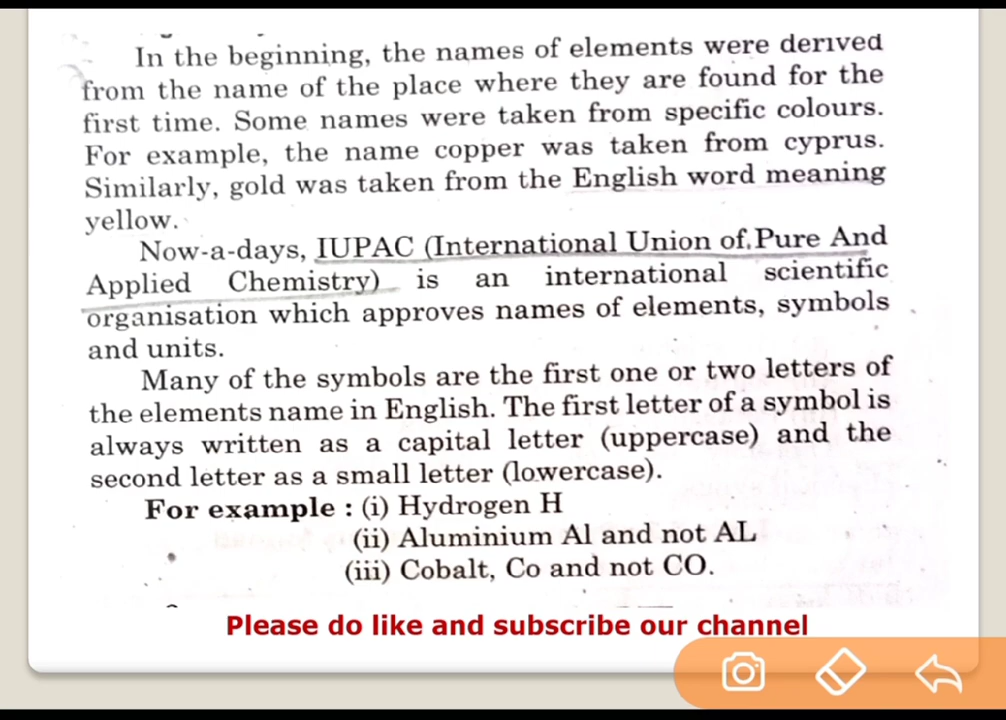 In the beginning, the names of elements were derived
from the name of the place where they are found for the
first time. Some names were taken from specific colours.
For example, the name copper was taken from cyprus.
Similarly, gold was taken from the English word meaning
yellow.
Now-a-days, IUPAC (International Union of Pure And
Applied Chemistry) is an international scientific
organisation which approves names of elements, symbols
and units.
Many of the symbols are the first one or two letters of
the elements name in English. The first letter of a symbol is
always written as a capital letter (uppercase) and the
second letter as a small letter (lowercase).
For example : (i) Hydrogen H
(ii) Aluminium Al and not AL
(iii) Cobalt, Co and not CO.
Please do like and subscribe our channel